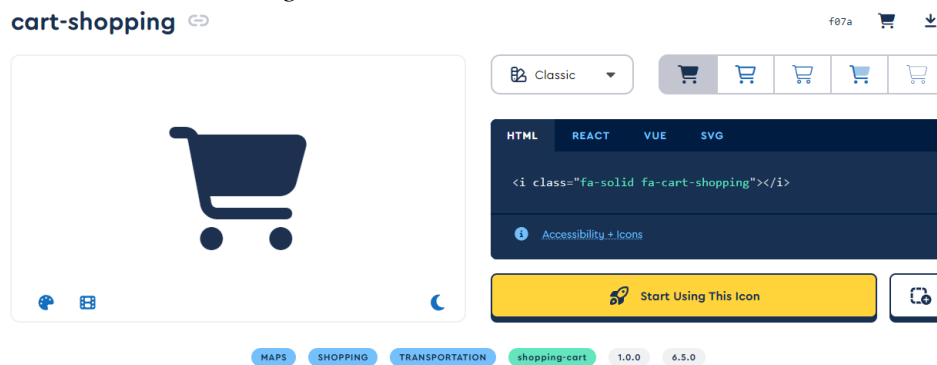 cart-shopping
f07a
Classic
HTML REACT VUE SVG
<i class="fa-solid fa-cart-shopping"></i>
Accessibility + Icons
Start Using This Icon
MAPS SHOPPING TRANSPORTATION shopping-cart 1.0.0 6.5.0